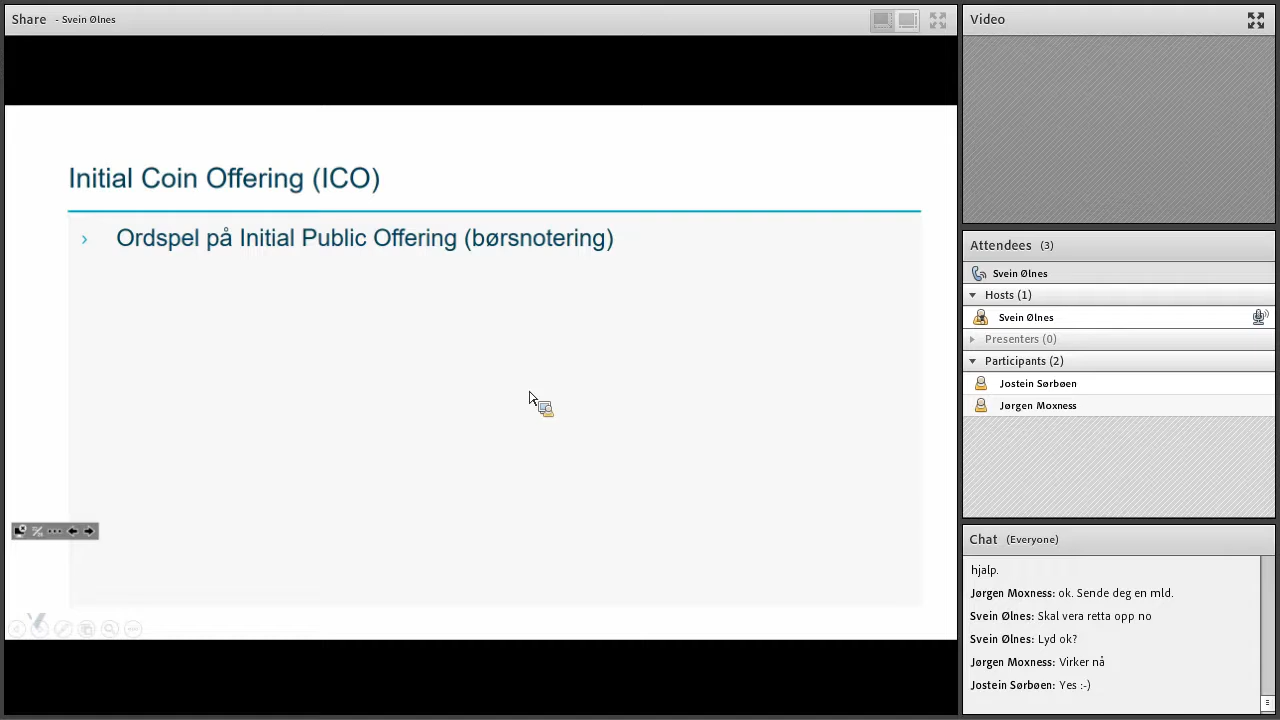 Share - Svein Ølnes
Initial Coin Offering (ICO)
› Ordspel på Initial Public Offering (børsnotering)
Video
Attendees (3)
Svein Ølnes
Hosts (1)
Svein Ølnes
Presenters (0)
Participants (2)
Jostein Sørbøen
Jørgen Moxness
Chat (Everyone)
hjalp.
Jørgen Moxness: ok. Sende deg en mld.
Svein Ølnes: Skal vera retta opp no
Svein Ølnes: Lyd ok?
Jørgen Moxness: Virker nå
Jostein Sørbøen: Yes :-)